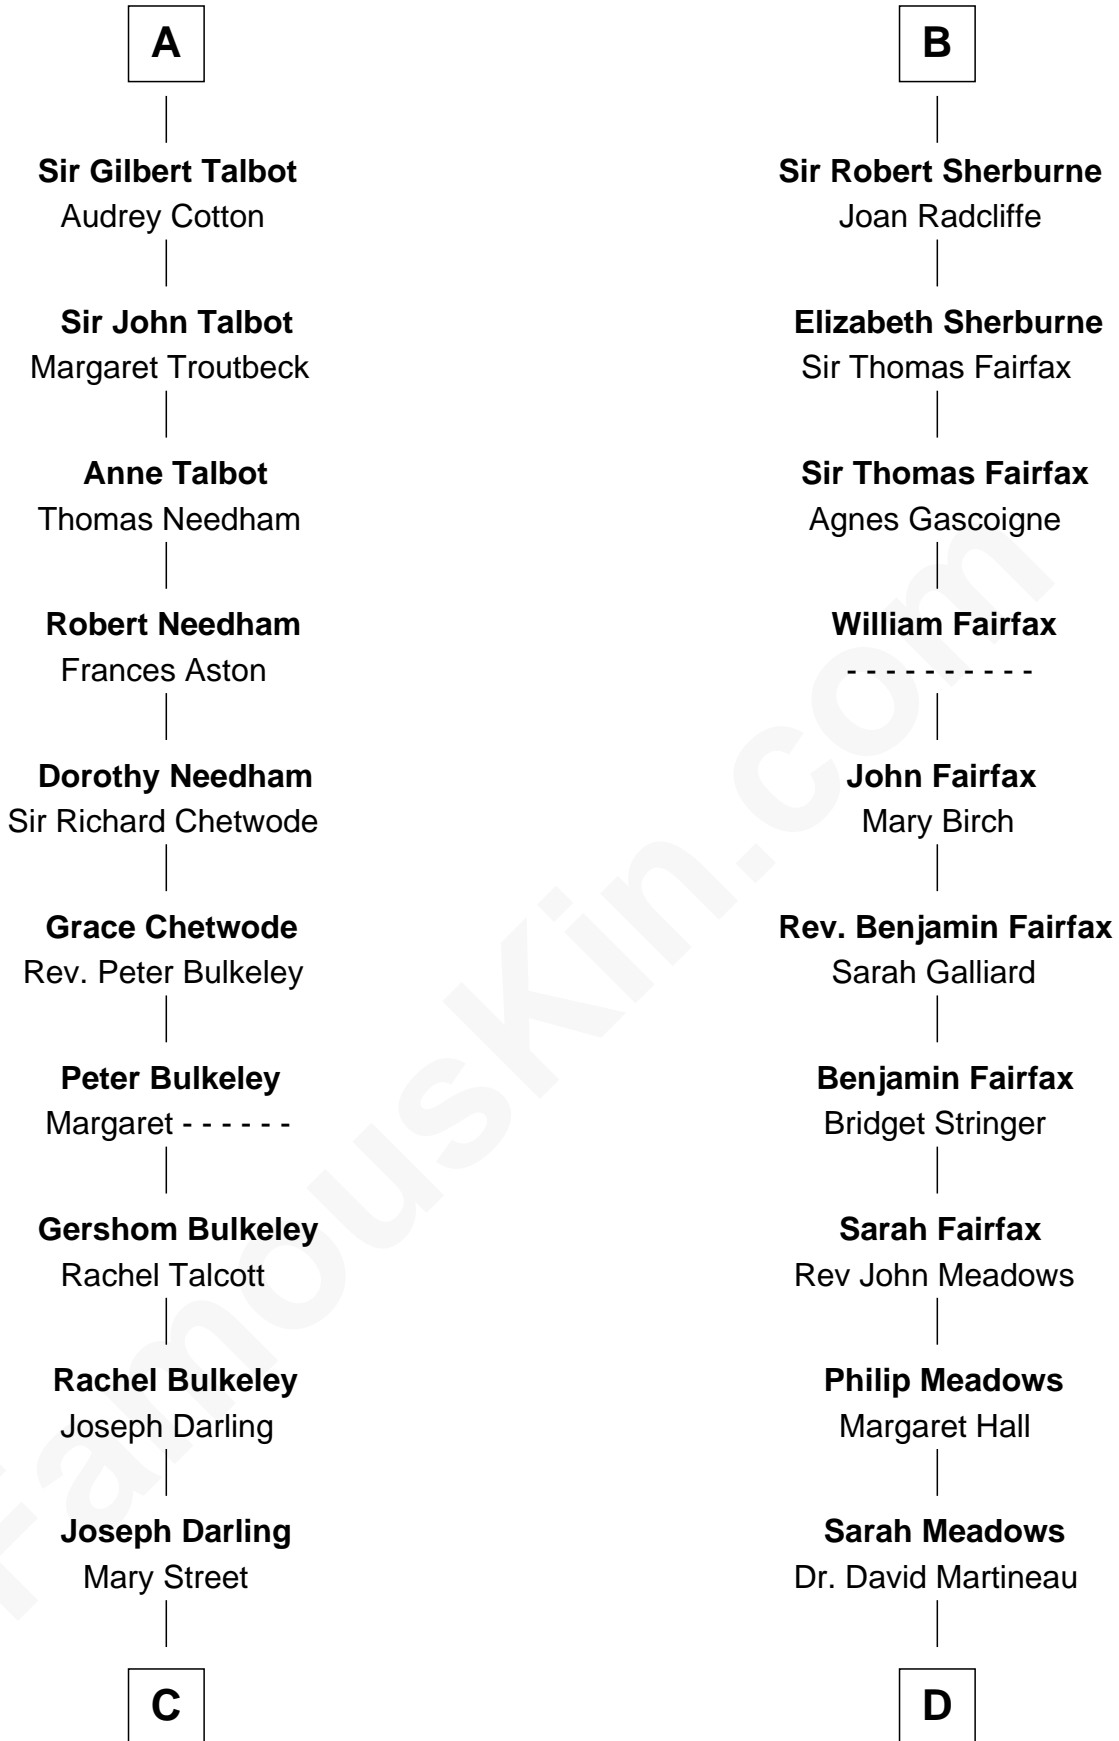 A
Sir Gilbert Talbot
Audrey Cotton
Sir John Talbot
Margaret Troutbeck
Anne Talbot
Thomas Needham
Robert Needham
Frances Aston
Dorothy Needham
Sir Richard Chetwode
Grace Chetwode
Rev. Peter Bulkeley
Peter Bulkeley
Margaret - - - - - -
Gershom Bulkeley
Rachel Talcott
Rachel Bulkeley
Joseph Darling
Joseph Darling
Mary Street
C
B
Sir Robert Sherburne
Joan Radcliffe
Elizabeth Sherburne
Sir Thomas Fairfax
Sir Thomas Fairfax
Agnes Gascoigne
William Fairfax
- - - - - - - - - -
John Fairfax
Mary Birch
Rev. Benjamin Fairfax
Sarah Galliard
Benjamin Fairfax
Bridget Stringer
Sarah Fairfax
Rev John Meadows
Philip Meadows
Margaret Hall
Sarah Meadows
Dr. David Martineau
D
FamousKin.com